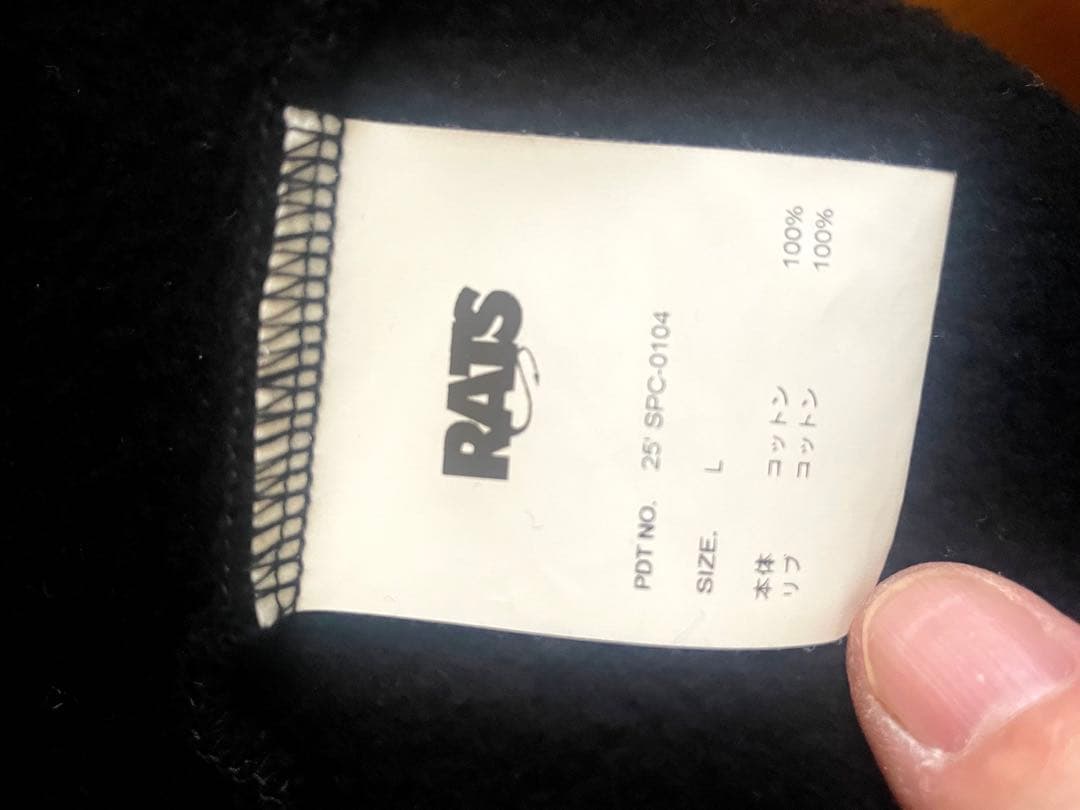 RATS
PDT NO. 25' SPC-0104
SIZE. L
本体 コットン 100%
リブ コットン 100%